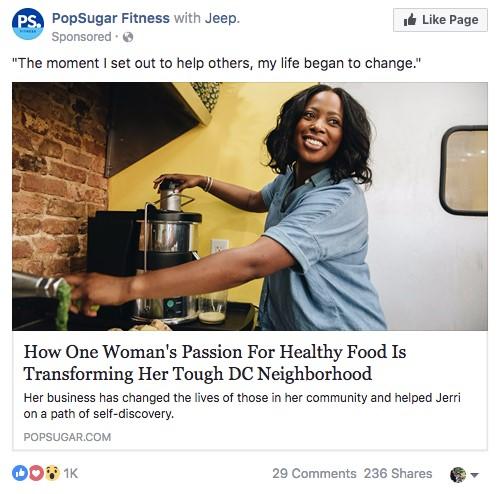 PS.
FITNESS
PopSugar Fitness with Jeep.
Like Page
Sponsored ·
"The moment I set out to help others, my life began to change."
How One Woman's Passion For Healthy Food Is
Transforming Her Tough DC Neighborhood
Her business has changed the lives of those in her community and helped Jerri
on a path of self-discovery.
POPSUGAR.COM
1K
29 Comments 236 Shares